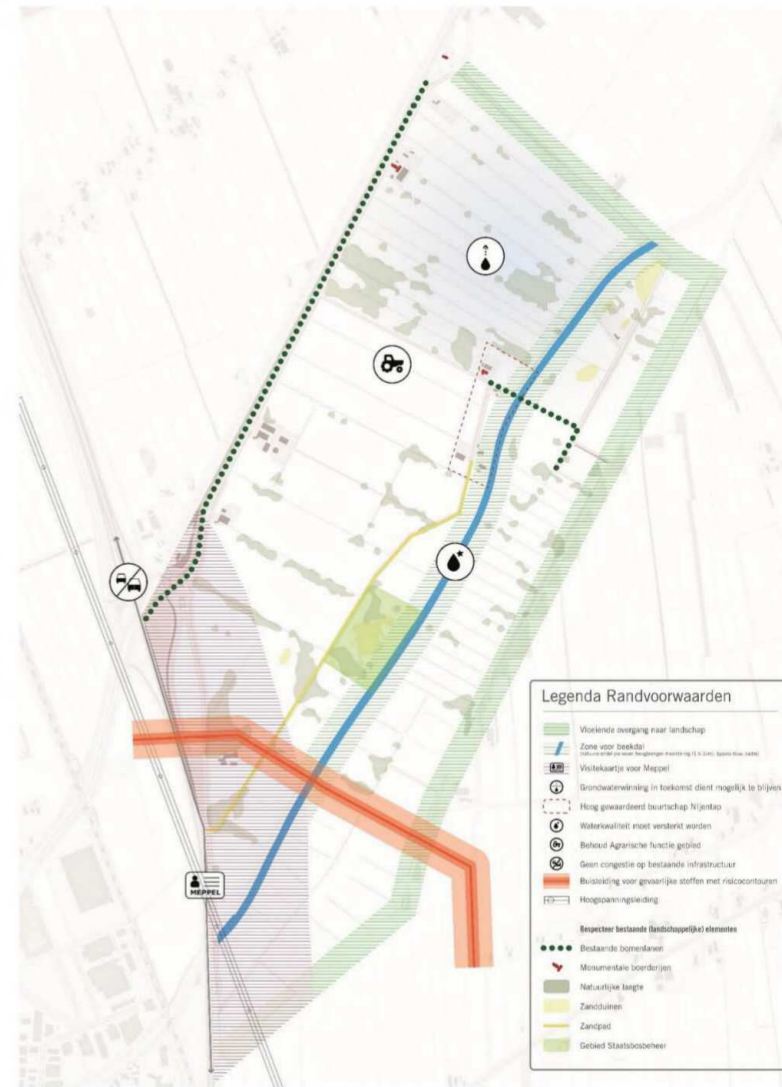 MEPPEL
Legenda Randvoorwaarden
Vloeiende overgang naar landschap
Zone voor beekdal
Visitekaartje voor Meppel
Grondwaterwinning in toekomst dient mogelijk te blijven
Hoog gewaardeerd buurtschap Nijentap
Waterkwaliteit moet versterkt worden
Behoud Agrarische functie gebied
Geen congestie op bestaande infrastructuur
Buisleiding voor gevaarlijke stoffen met risicocontouren
Hoogspanningsleiding
Respecteer bestaande (landschappelijke) elementen
Bestaande bomenlanen
Monumentale boerderijen
Natuurlijke laagte
Zandduinen
Zandpad
Gebied Staatsbosbeheer